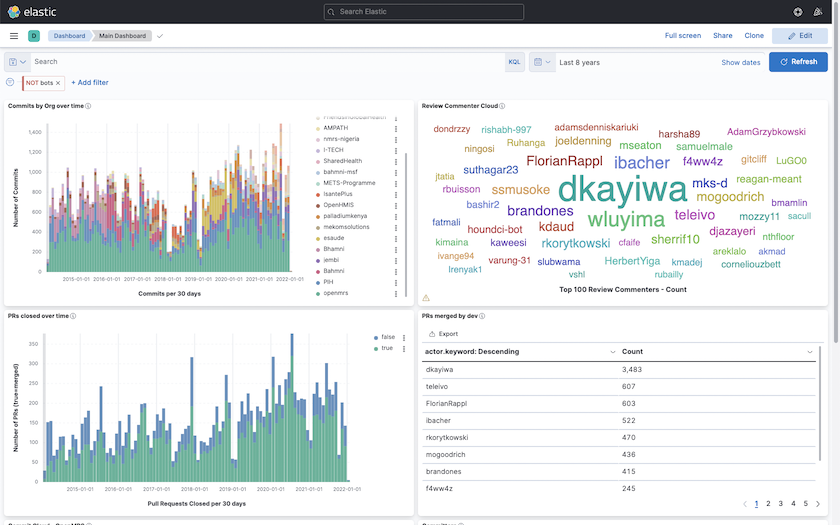 elastic
Search Elastic
D
Dashboard
Main Dashboard
Full screen
Share
Clone
Edit
Search
KQL
Last 8 years
Show dates
Refresh
NOT bots ×
+ Add filter
Commits by Org over time
Number of Commits
1,400
1,200
1,000
800
600
400
200
0
2015-01-01
2016-01-01
2017-01-01
2018-01-01
2019-01-01
2020-01-01
2021-01-01
2022-01-01
Commits per 30 days
AMPATH
nmrs-nigeria
I-TECH
SharedHealth
bahmni-msf
METS-Programme
IsantePlus
OpenHMIS
palladiumkenya
mekomsolutions
esaude
Bhamni
jembi
Bahmni
PIH
openmrs
Review Commenter Cloud
dondrzzy
rishabh-997
adamsdenniskariuki
harsha89
AdamGrzybkowski
ningosi
Ruhanga
joeldenning
mseaton
samuelmale
FlorianRappl
ibacher
f4ww4z
gitcliff
LuGO0
jtatia
suthagar23
reagan-meant
rbuisson
ssmusoke
dkayiwa
mks-d
mogoodrich
bmamlin
bashir2
brandones
wluyima
teleivo
mozzy11
sacull
fatmali
houndci-bot
kdaud
djazayeri
nthfloor
kimaina
kaweesi
rkorytkowski
cfaife
sherrif10
areklalo
akmad
ivange94
varung-31
slubwama
HerbertYiga
kmadej
corneliouzbett
Irenyak1
vshl
rubailly
Top 100 Review Commenters - Count
PRs closed over time
Number of PRs (true=merged)
350
300
250
200
150
100
50
0
2015-01-01
2016-01-01
2017-01-01
2018-01-01
2019-01-01
2020-01-01
2021-01-01
2022-01-01
Pull Requests Closed per 30 days
false
true
PRs merged by dev
Export
actor.keyword: Descending
Count
dkayiwa 3,483
teleivo 607
FlorianRappl 603
ibacher 522
rkorytkowski 470
mogoodrich 436
brandones 415
f4ww4z 245
1 2 3 4 5